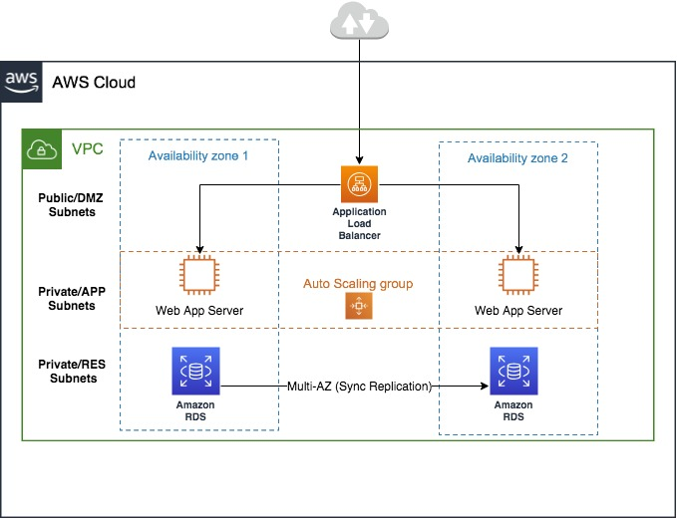 aws
AWS Cloud
VPC
Availability zone 1
Availability zone 2
Public/DMZ
Subnets
Application
Load
Balancer
Private/APP
Subnets
Web App Server
Auto Scaling group
Web App Server
Private/RES
Subnets
Amazon
RDS
Multi-AZ (Sync Replication)
Amazon
RDS